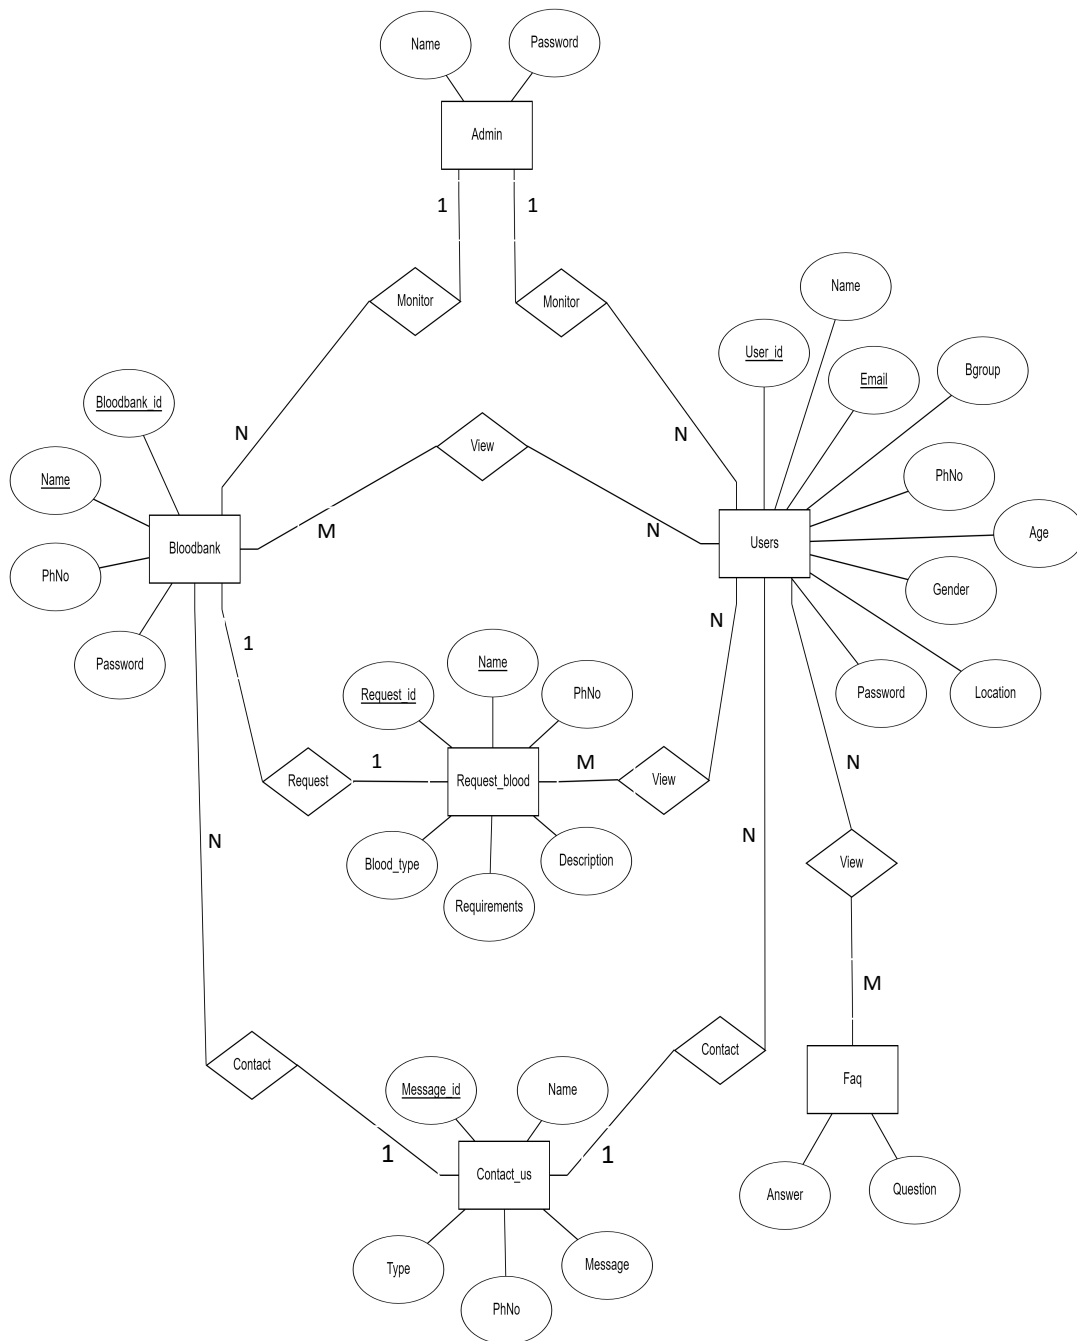 Name
Password
Admin
1
1
Monitor
Monitor
Name
User_id
Email
Bgroup
Bloodbank_id
N
View
N
Name
PhNo
M
N
Age
Bloodbank
Users
PhNo
Gender
Password
1
N
Name
Request_id
PhNo
Password
Location
Request
1
Request_blood
M
View
N
N
N
Blood_type
Description
View
Requirements
M
Contact
Contact
Faq
Message_id
Name
1
1
Contact_us
Answer
Question
Type
Message
PhNo